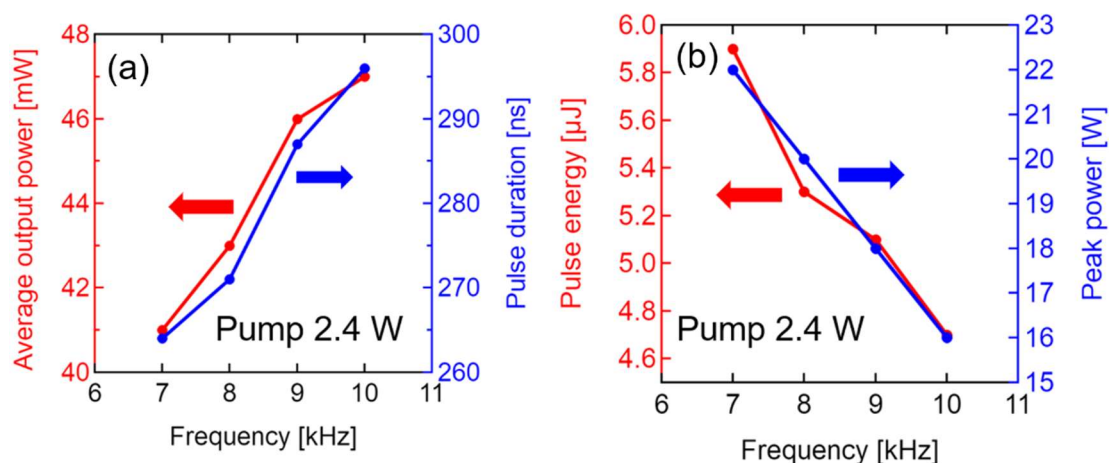 (a)
Average output power [mW]
48
46
44
42
40
300
290
280
270
260
Pulse duration [ns]
Pump 2.4 W
6 7 8 9 10 11
Frequency [kHz]
(b)
Pulse energy [µJ]
6.0
5.8
5.6
5.4
5.2
5.0
4.8
4.6
23
22
21
20
19
18
17
16
15
Peak power [W]
Pump 2.4 W
6 7 8 9 10 11
Frequency [kHz]